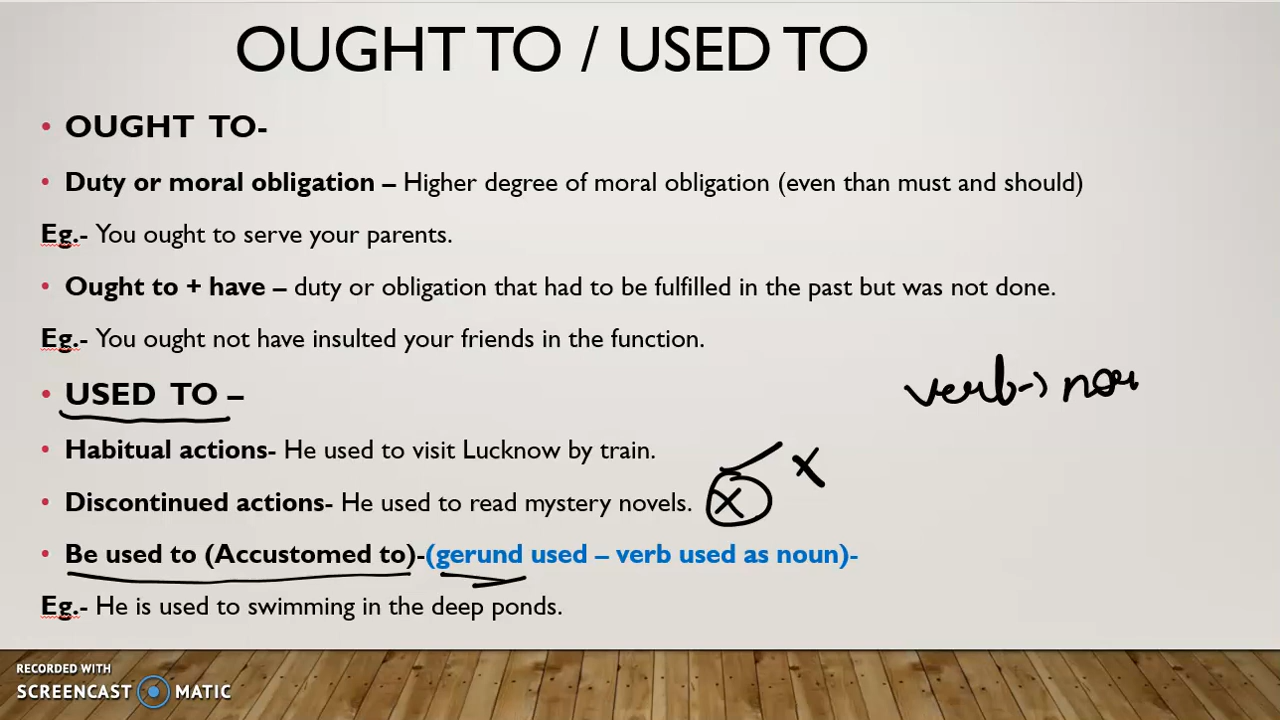 OUGHT TO / USED TO
• OUGHT TO-
• Duty or moral obligation – Higher degree of moral obligation (even than must and should)
Eg.- You ought to serve your parents.
• Ought to + have – duty or obligation that had to be fulfilled in the past but was not done.
Eg.- You ought not have insulted your friends in the function.
• USED TO –
verb->
• Habitual actions- He used to visit Lucknow by train.
x
• Discontinued actions- He used to read mystery novels.
x
• Be used to (Accustomed to)-(gerund used – verb used as noun)-
Eg.- He is used to swimming in the deep ponds.
RECORDED WITH
SCREENCAST MATIC